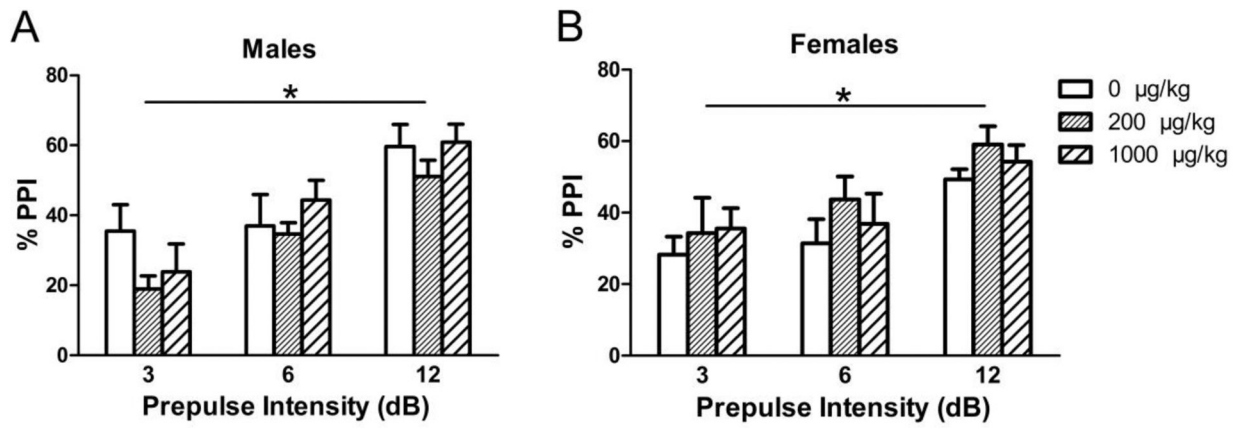 A
Males
*
80
60
40
20
0
% PPI
3 6 12
Prepulse Intensity (dB)
B
Females
*
80
60
40
20
0
% PPI
3 6 12
Prepulse Intensity (dB)
0 µg/kg
200 µg/kg
1000 µg/kg